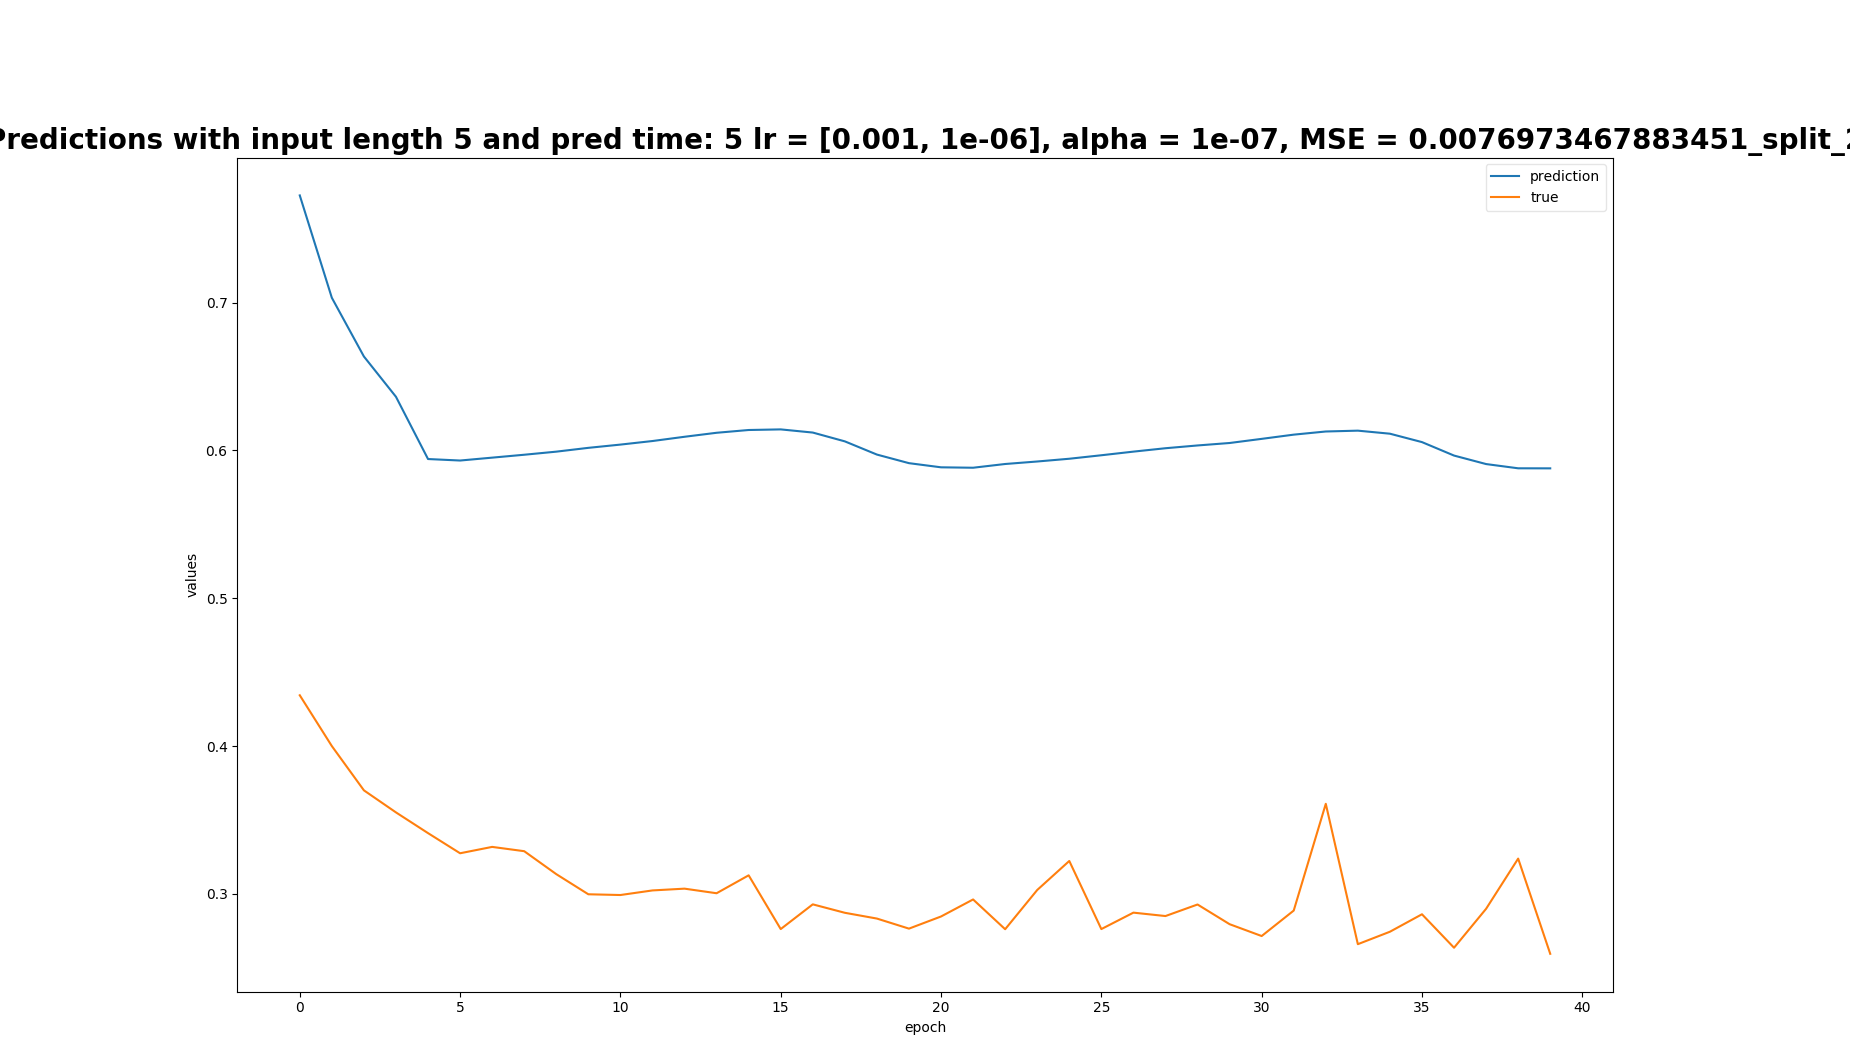 Predictions with input length 5 and pred time: 5 lr = [0.001, 1e-06], alpha = 1e-07, MSE = 0.0076973467883451_split_2
prediction
true
0.7
0.6
0.5
0.4
0.3
values
0 5 10 15 20 25 30 35 40
epoch